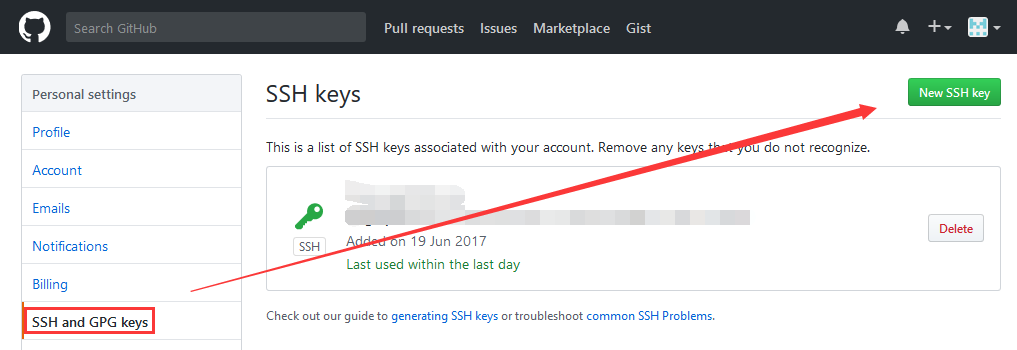 Search GitHub
Pull requests Issues Marketplace Gist
Personal settings
Profile
Account
Emails
Notifications
Billing
SSH and GPG keys
SSH keys
New SSH key
This is a list of SSH keys associated with your account. Remove any keys that you do not recognize.
SSH
Added on 19 Jun 2017
Last used within the last day
Delete
Check out our guide to generating SSH keys or troubleshoot common SSH Problems.